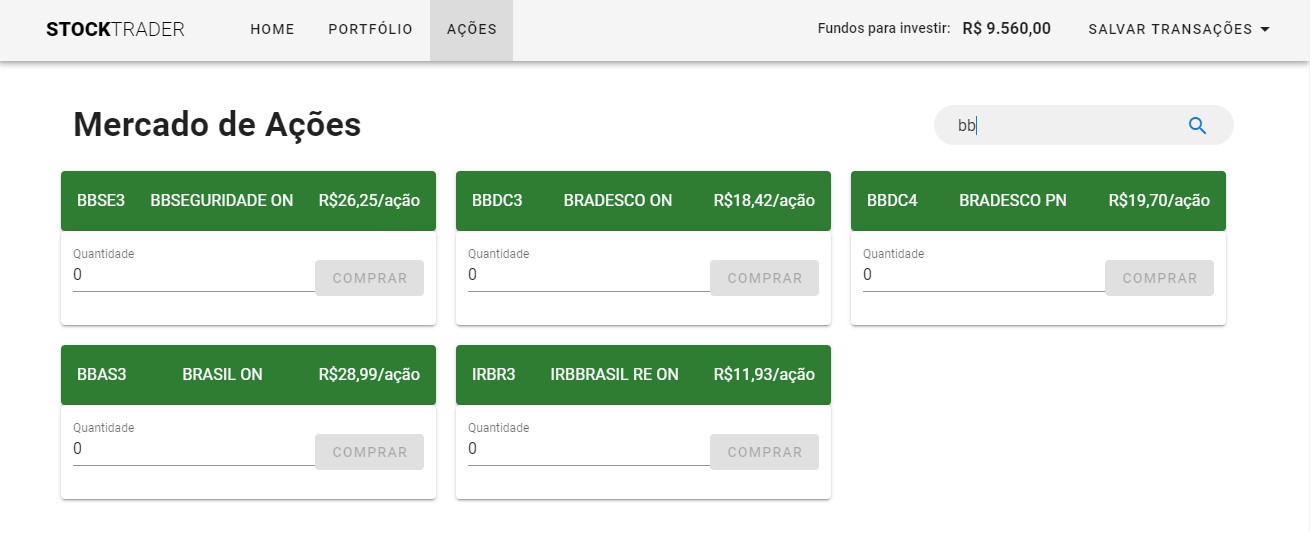 STOCKTRADER HOME PORTFÓLIO AÇÕES Fundos para investir: R$ 9.560,00 SALVAR TRANSAÇÕES
Mercado de Ações
bb
BBSE3 BBSEGURIDADE ON R$26,25/ação
Quantidade
0
COMPRAR
BBDC3 BRADESCO ON R$18,42/ação
Quantidade
0
COMPRAR
BBDC4 BRADESCO PN R$19,70/ação
Quantidade
0
COMPRAR
BBAS3 BRASIL ON R$28,99/ação
Quantidade
0
COMPRAR
IRBR3 IRBBRASIL RE ON R$11,93/ação
Quantidade
0
COMPRAR